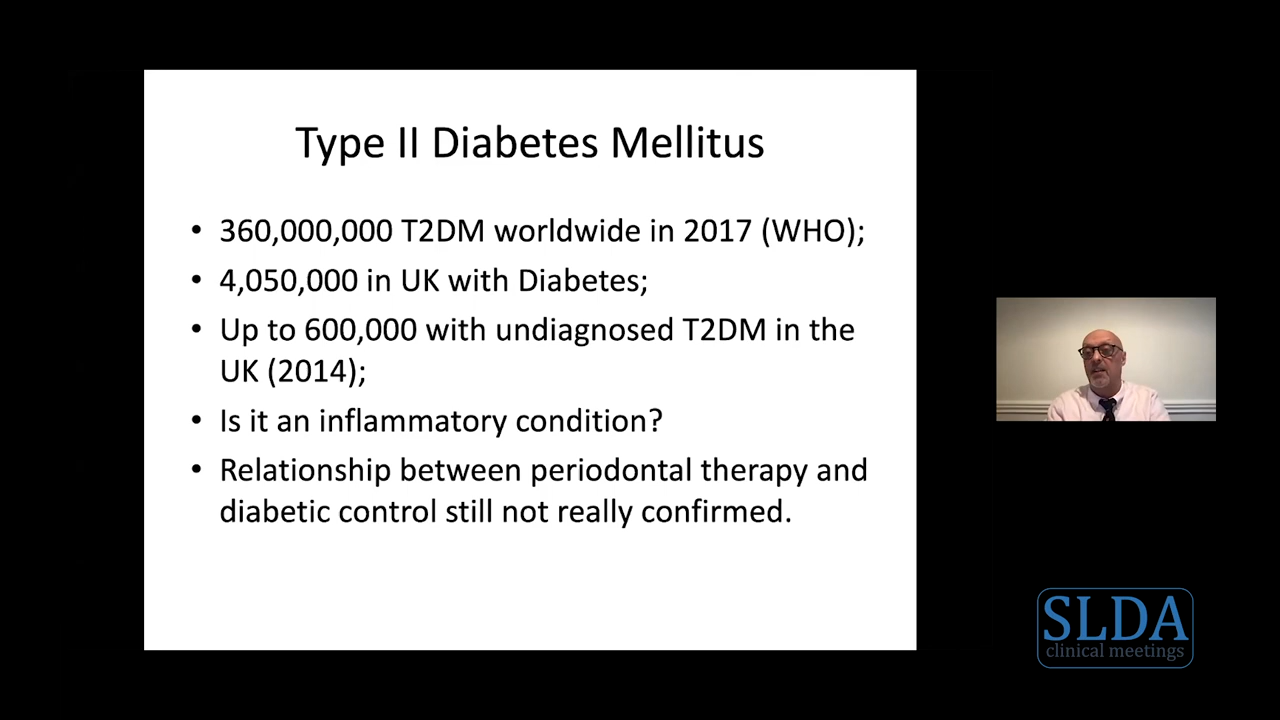 Type II Diabetes Mellitus
• 360,000,000 T2DM worldwide in 2017 (WHO);
• 4,050,000 in UK with Diabetes;
• Up to 600,000 with undiagnosed T2DM in the
UK (2014);
• Is it an inflammatory condition?
• Relationship between periodontal therapy and
diabetic control still not really confirmed.
SLDA
clinical meetings